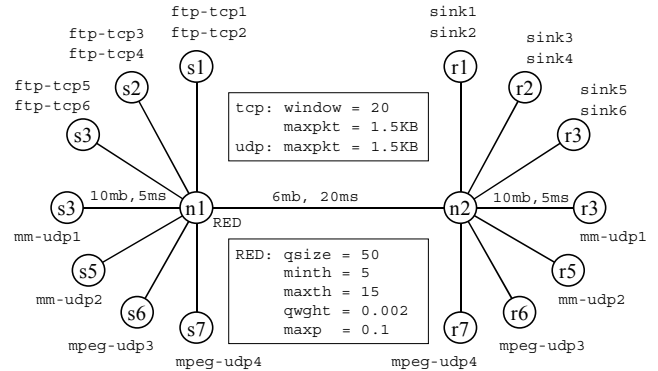 ftp-tcp1
ftp-tcp2
sink1
sink2
ftp-tcp3
ftp-tcp4
sink3
sink4
s1
r1
ftp-tcp5
ftp-tcp6
s2
r2
sink5
sink6
tcp: window = 20
maxpkt = 1.5KB
udp: maxpkt = 1.5KB
s3
r3
10mb,5ms
6mb, 20ms
10mb,5ms
s3
n1
n2
r3
mm-udp1
RED
mm-udp1
RED: qsize = 50
minth = 5
maxth = 15
qwght = 0.002
maxp = 0.1
s5
r5
mm-udp2
mm-udp2
s6
r6
s7
r7
mpeg-udp3
mpeg-udp3
mpeg-udp4
mpeg-udp4